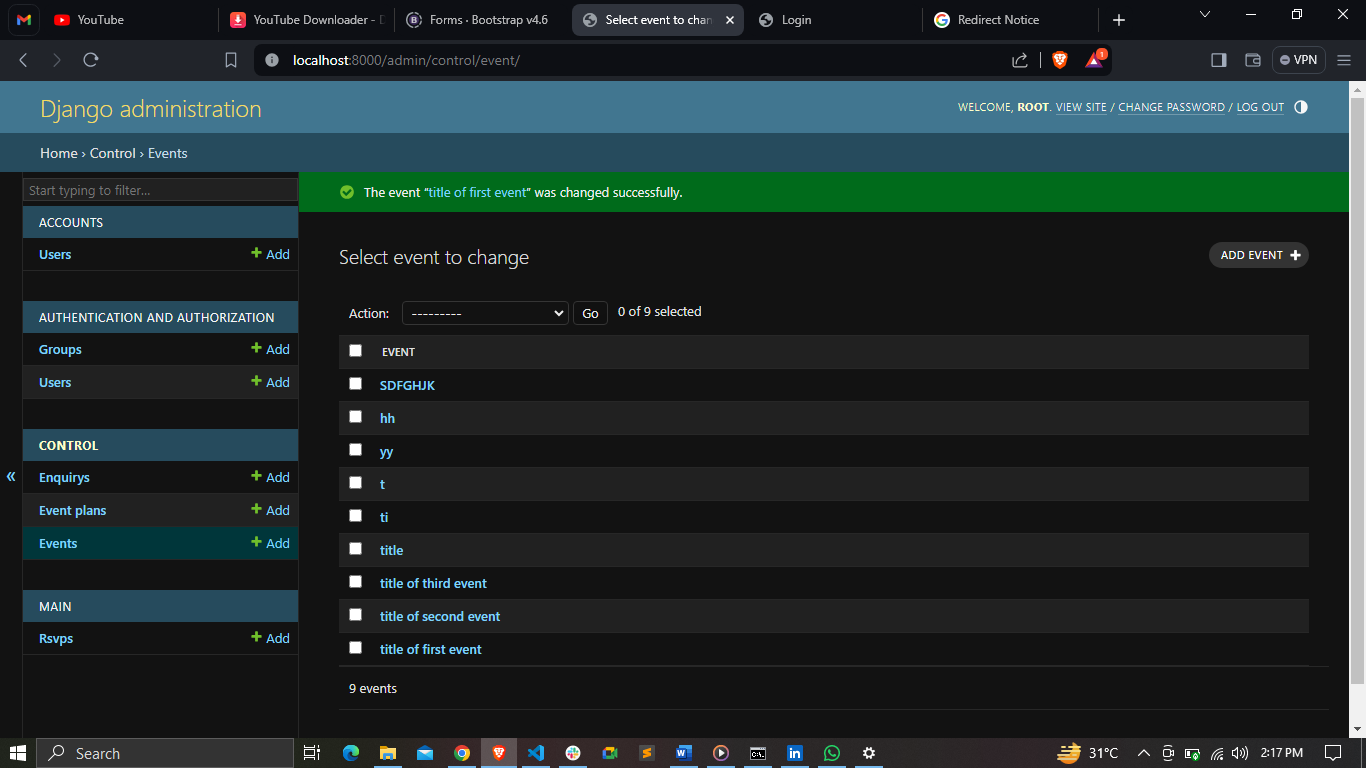 YouTube
YouTube Downloader - D
Forms · Bootstrap v4.6
Select event to chan
Login
Redirect Notice
localhost:8000/admin/control/event/
1
VPN
Django administration
WELCOME, ROOT. VIEW SITE / CHANGE PASSWORD / LOG OUT
Home › Control › Events
Start typing to filter...
ACCOUNTS
Users + Add
AUTHENTICATION AND AUTHORIZATION
Groups + Add
Users + Add
CONTROL
Enquirys + Add
Event plans + Add
Events + Add
MAIN
Rsvps + Add
«
The event “title of first event” was changed successfully.
Select event to change
ADD EVENT +
Action: --------- Go 0 of 9 selected
EVENT
SDFGHJK
hh
yy
t
ti
title
title of third event
title of second event
title of first event
9 events
Search
31°C
2:17 PM